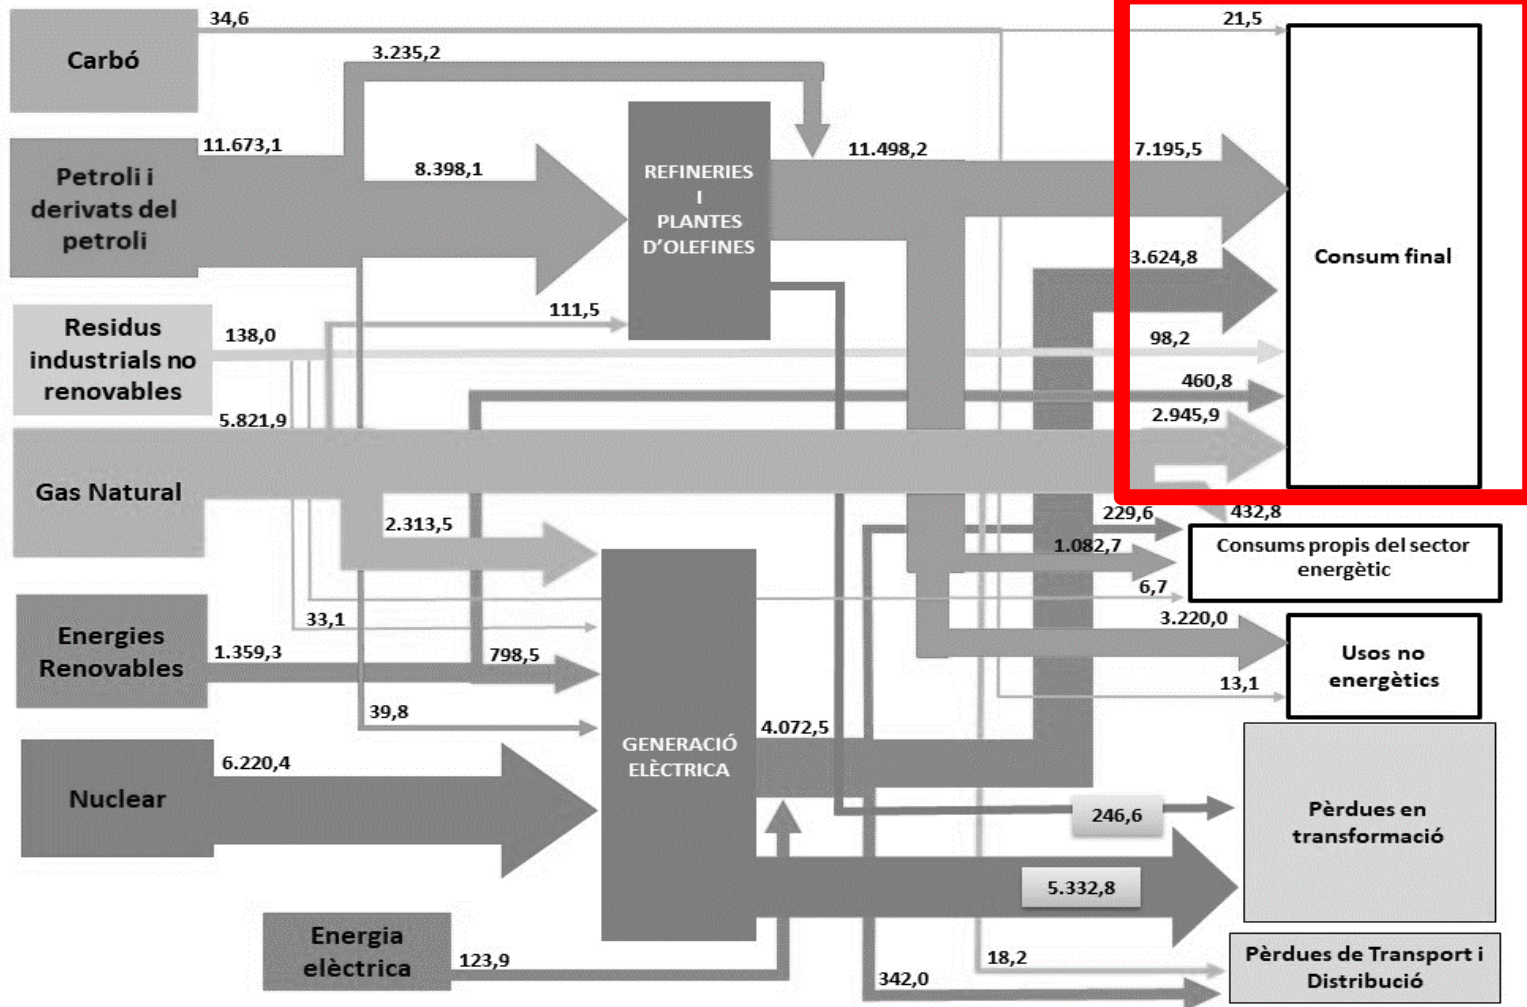 34,6
21,5
Carbó
3.235,2
11.673,1
Petroli i
derivats del
petroli
8.398,1
REFINERIES
I
PLANTES
D'OLEFINES
11.498,2
7.195,5
3.624,8
Consum final
111,5
Residus
industrials no
renovables
138,0
98,2
460,8
2.945,9
5.821,9
Gas Natural
2.313,5
229,6
432,8
1.082,7
Consums propis del sector
energètic
6,7
33,1
Energies
Renovables
1.359,3
798,5
3.220,0
Usos no
energètics
13,1
39,8
4.072,5
GENERACIÓ
ELÈCTRICA
6.220,4
Nuclear
246,6
Pèrdues en
transformació
5.332,8
Energia
elèctrica
123,9
18,2
342,0
Pèrdues de Transport i
Distribució